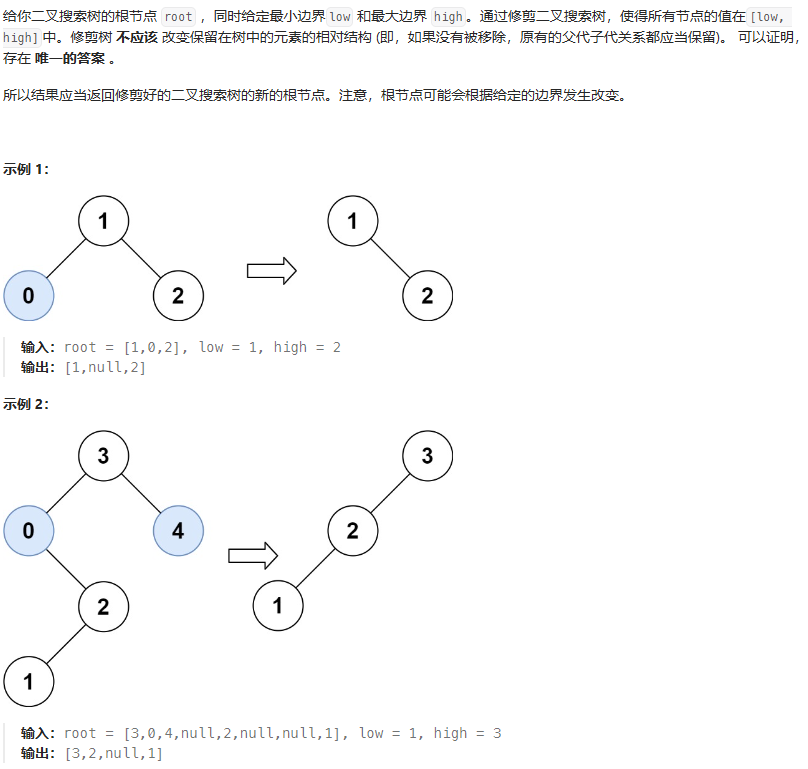 给你二叉搜索树的根节点 root ，同时给定最小边界low 和最大边界 high。通过修剪二叉搜索树，使得所有节点的值在[low,
high]中。修剪树 不应该 改变保留在树中的元素的相对结构 (即，如果没有被移除，原有的父代子代关系都应当保留)。 可以证明，
存在 唯一的答案 。
所以结果应当返回修剪好的二叉搜索树的新的根节点。注意，根节点可能会根据给定的边界发生改变。
示例 1：
1
1
0
2
2
输入：root = [1,0,2], low = 1, high = 2
输出：[1,null,2]
示例 2：
3
3
0
4
2
2
1
1
输入：root = [3,0,4,null,2,null,null,1], low = 1, high = 3
输出：[3,2,null,1]